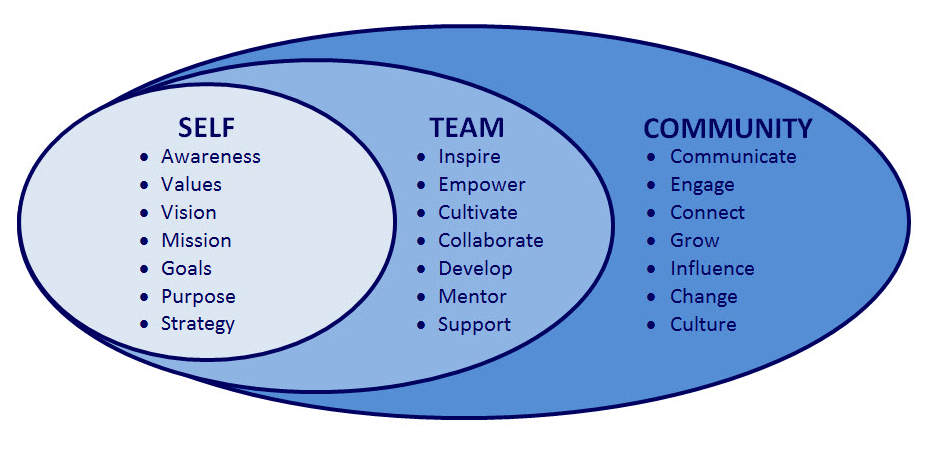 SELF
• Awareness
• Values
• Vision
• Mission
• Goals
• Purpose
• Strategy
TEAM
• Inspire
• Empower
• Cultivate
• Collaborate
• Develop
• Mentor
• Support
COMMUNITY
• Communicate
• Engage
• Connect
• Grow
• Influence
• Change
• Culture